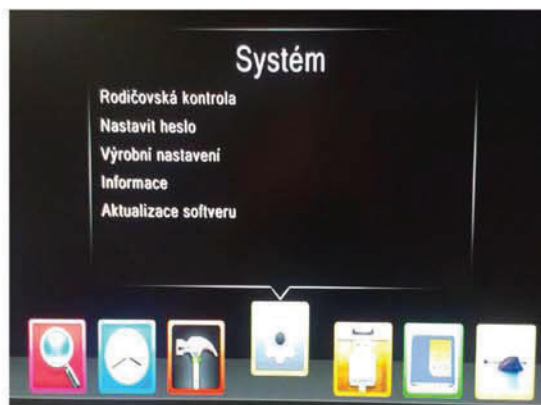 Systém
Rodičovská kontrola
Nastavit heslo
Výrobní nastavení
Informace
Aktualizace softveru